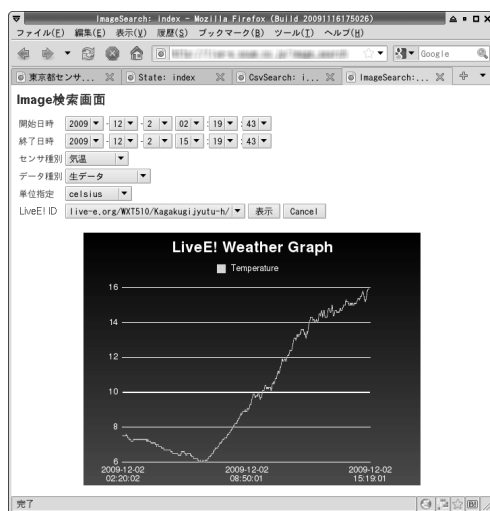 ImageSearch: index - Mozilla Firefox (Build 20091116175026)
ファイル(F) 編集(E) 表示(V) 履歴(S) ブックマーク(B) ツール(T) ヘルプ(H)
Google
東京都センサ... State: index CsvSearch: i... ImageSearch:...
Image検索画面
開始日時 2009 - 12 - 2 02 : 19 : 43
終了日時 2009 - 12 - 2 15 : 19 : 43
センサ種別 気温
データ種別 生データ
単位指定 celsius
LiveE! ID live-e.org/WXT510/Kagakugijyutu-h/ 表示 Cancel
LiveE! Weather Graph
Temperature
16
14
12
10
8
6
2009-12-02 2009-12-02 2009-12-02
02:20:02 08:50:01 15:19:01
完了